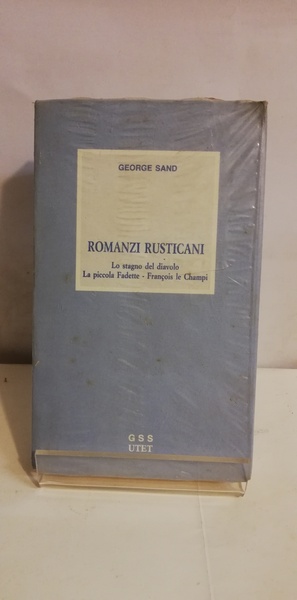 GEORGE SAND
ROMANZI RUSTICANI
Lo stagno del diavolo
La piccola Fadette - François le Champi
GSS
UTET